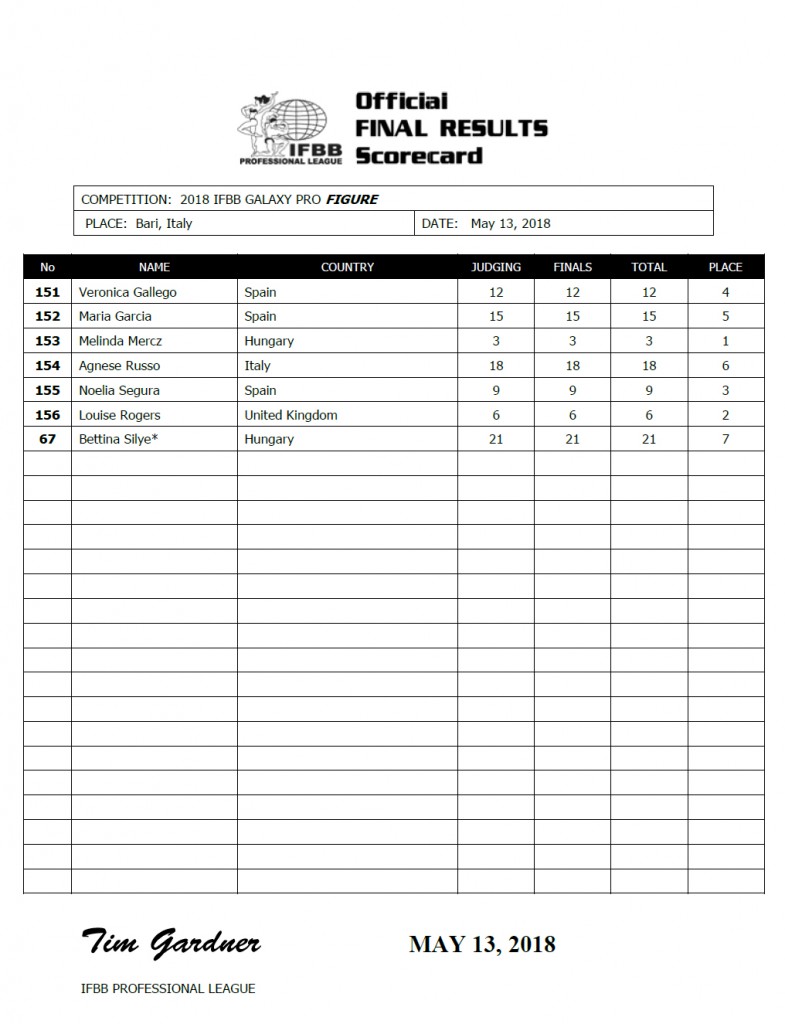 Official
FINAL RESULTS
Scorecard
IFBB
PROFESSIONAL LEAGUE
COMPETITION: 2018 IFBB GALAXY PRO FIGURE
PLACE: Bari, Italy DATE: May 13, 2018
No NAME COUNTRY JUDGING FINALS TOTAL PLACE
151 Veronica Gallego Spain 12 12 12 4
152 Maria Garcia Spain 15 15 15 5
153 Melinda Mercz Hungary 3 3 3 1
154 Agnese Russo Italy 18 18 18 6
155 Noelia Segura Spain 9 9 9 3
156 Louise Rogers United Kingdom 6 6 6 2
67 Bettina Silye* Hungary 21 21 21 7
Tim Gardner MAY 13, 2018
IFBB PROFESSIONAL LEAGUE